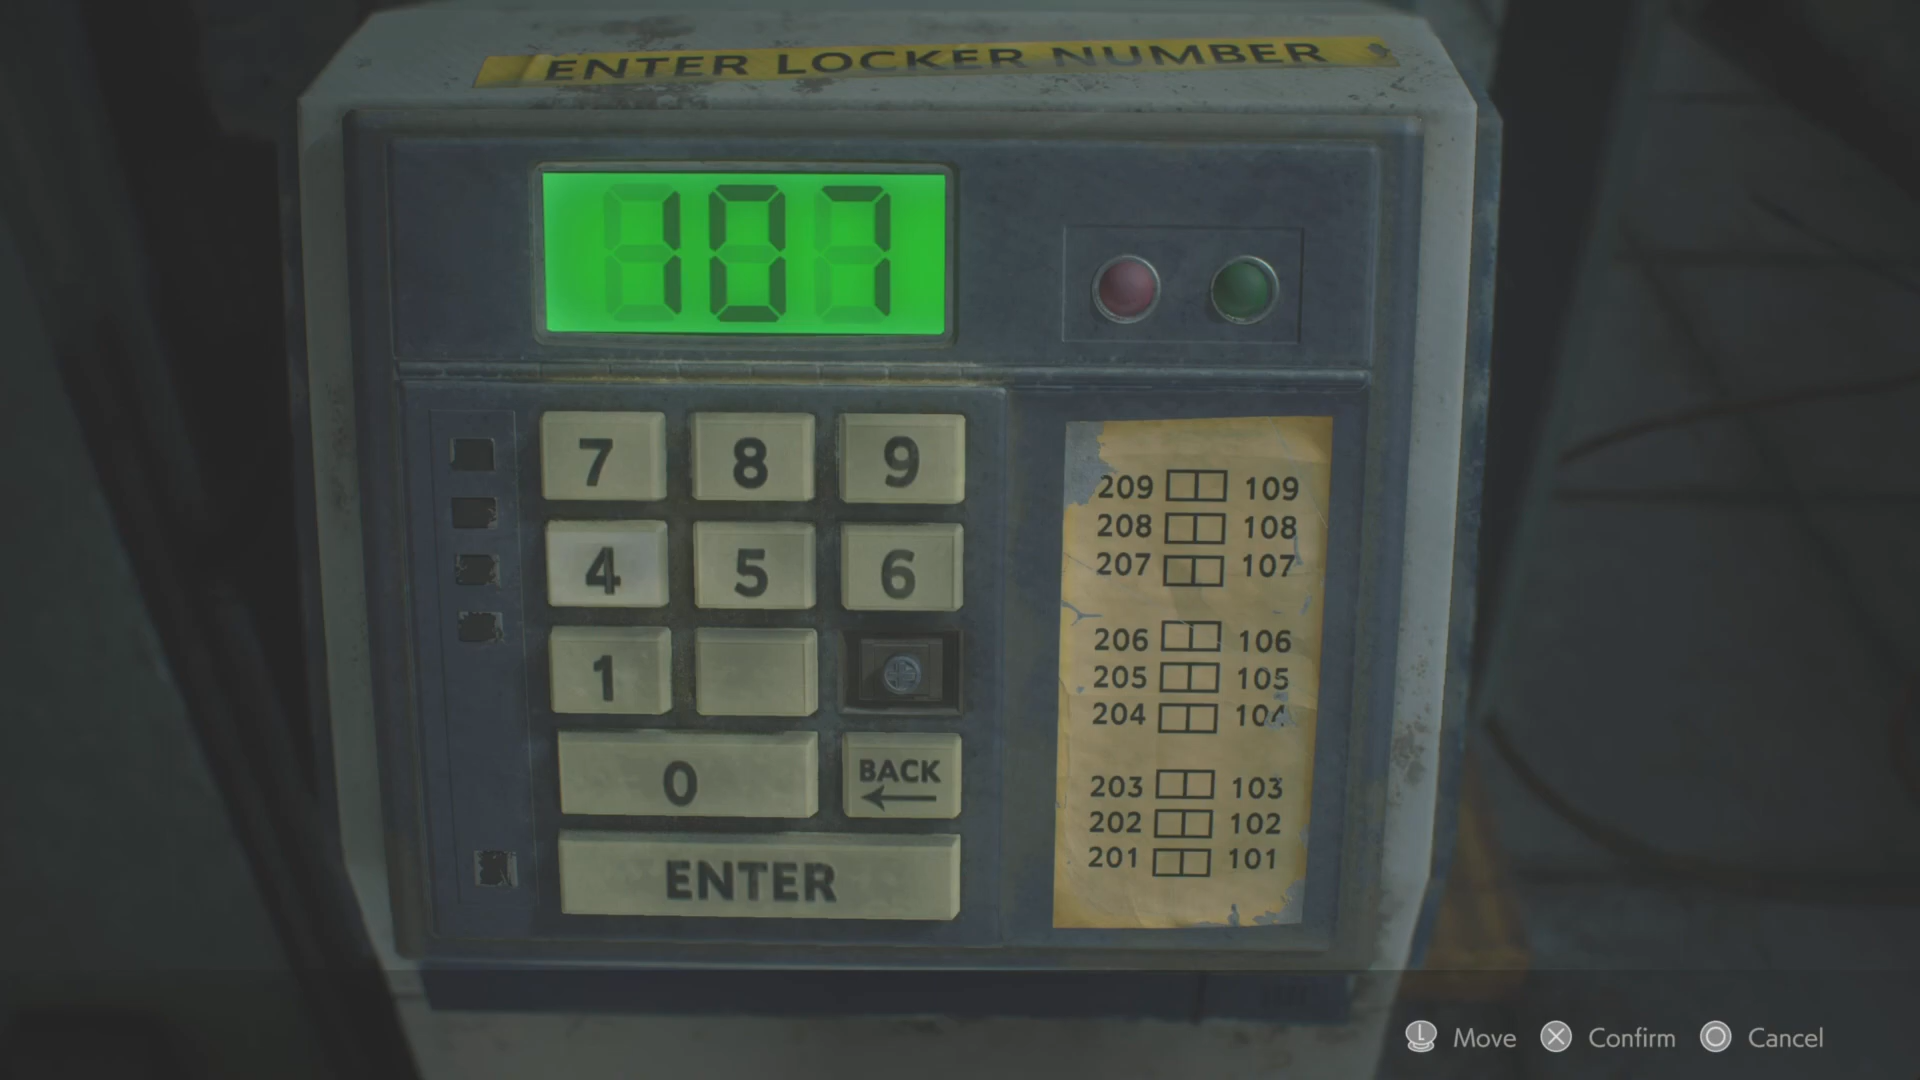 ENTER LOCKER NUMBER
107
7 8 9
4 5 6
1
0 BACK
ENTER
209 109
208 108
207 107
206 106
205 105
204 104
203 103
202 102
201 101
L Move Confirm Cancel